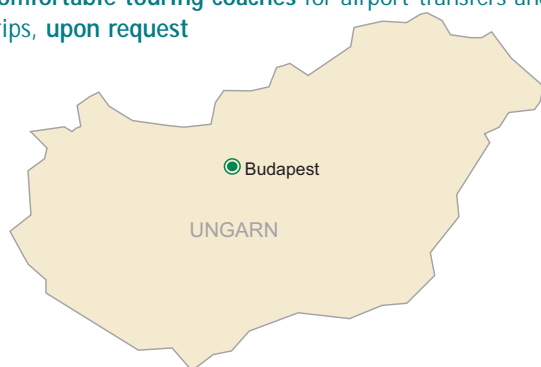 omfortable touring coaches for airport transfers and
rips, upon request
Budapest
UNGARN